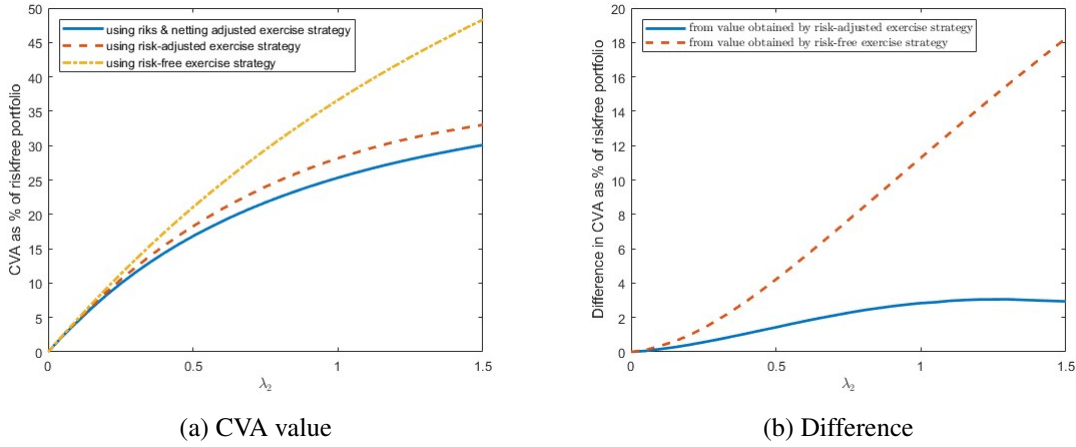 50
45
40
35
30
25
20
15
10
5
0
CVA as % of riskfree portfolio
using riks & netting adjusted exercise strategy
using risk-adjusted exercise strategy
using risk-free exercise strategy
0 0.5 1 1.5
λ₂
(a) CVA value
20
18
16
14
12
10
8
6
4
2
0
Difference in CVA as % of riskfree portfolio
from value obtained by risk-adjusted exercise strategy
from value obtained by risk-free exercise strategy
0 0.5 1 1.5
λ₂
(b) Difference